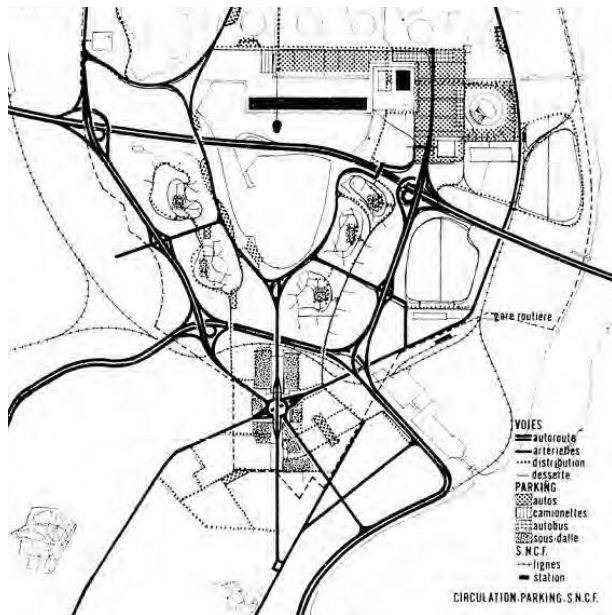 gare routière
VOIES
autoroute
artérielles
distribution
desserte
PARKING
autos
camionettes
autobus
sous-dalle
S.N.C.F.
lignes
station
CIRCULATION.PARKING.S.N.C.F.